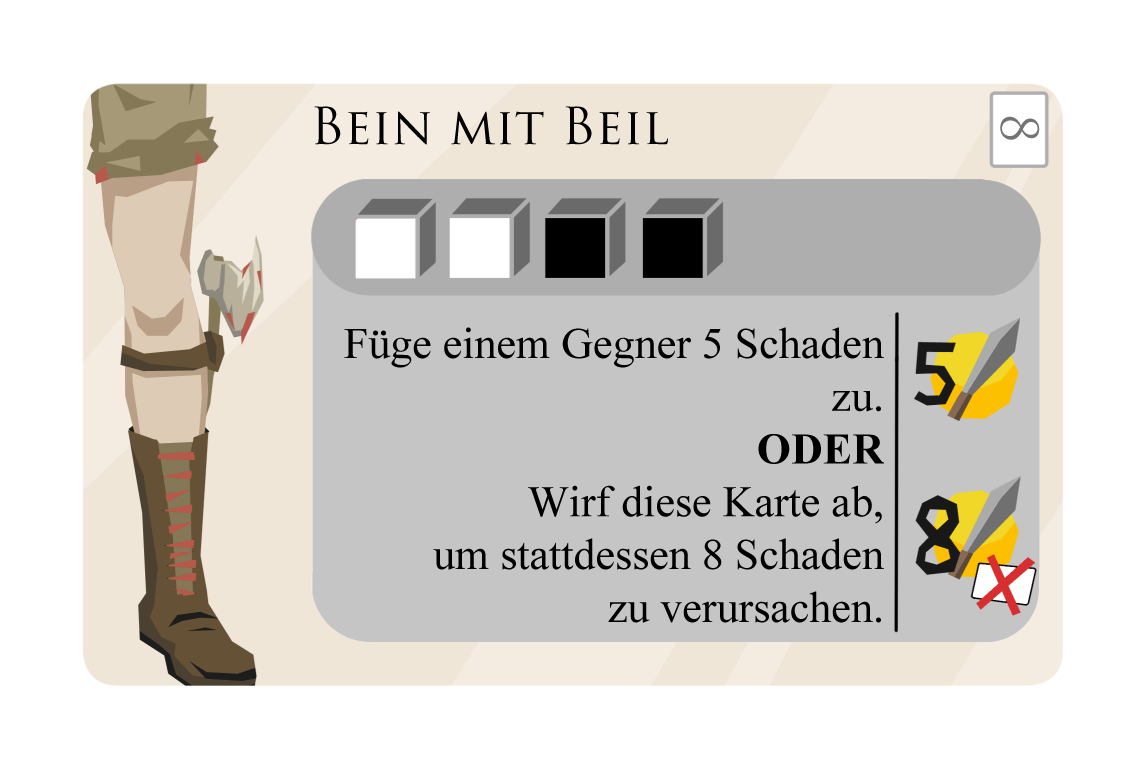 BEIN MIT BEIL
8
Füge einem Gegner 5 Schaden
zu.
ODER
Wirf diese Karte ab,
um stattdessen 8 Schaden
zu verursachen.
5
8